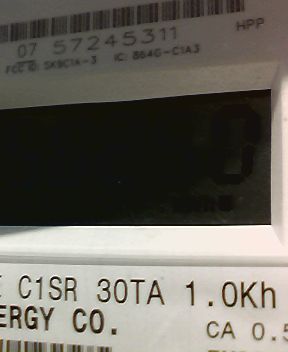 HPP
07 57245311
FCC ID: SK9C1A-3 IC: 864G-C1A3
0
C1SR 30TA 1.0Kh
ERGY CO.
CA 0.5